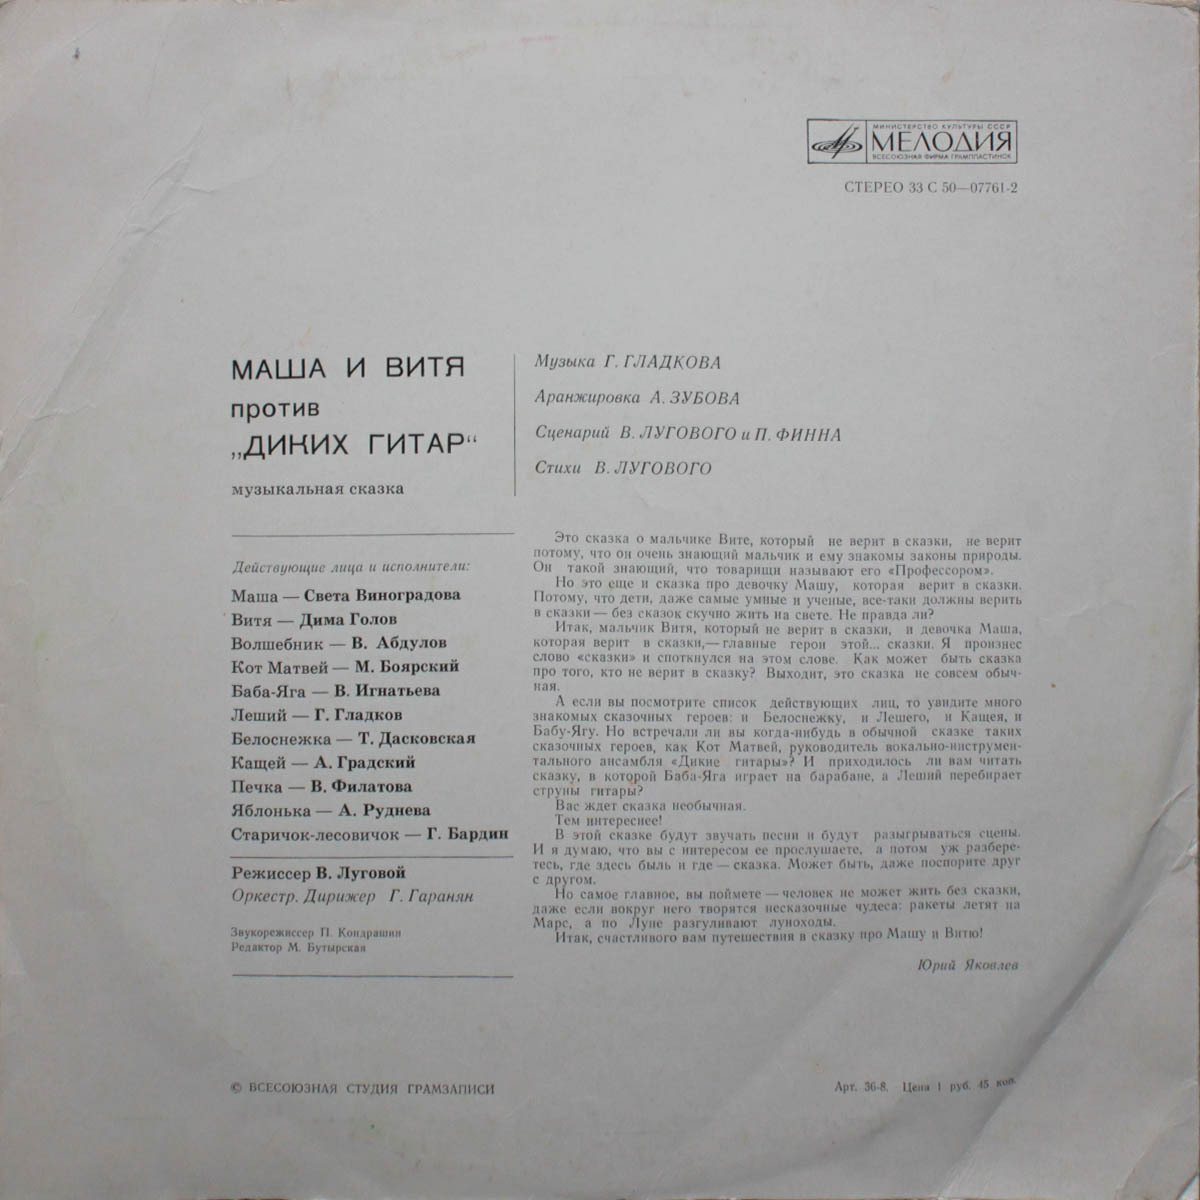 МИНИСТЕРСТВО КУЛЬТУРЫ СССР
МЕЛОДИЯ
ВСЕСОЮЗНАЯ ФИРМА ГРАМПЛАСТИНОК
СТЕРЕО 33 С 50—07761-2
МАША И ВИТЯ
против
„ДИКИХ ГИТАР“
музыкальная сказка
Музыка Г. ГЛАДКОВА
Аранжировка А. ЗУБОВА
Сценарий В. ЛУГОВОГО и П. ФИННА
Стихи В. ЛУГОВОГО
Действующие лица и исполнители:
Маша — Света Виноградова
Витя — Дима Голов
Волшебник — В. Абдулов
Кот Матвей — М. Боярский
Баба-Яга — В. Игнатьева
Леший — Г. Гладков
Белоснежка — Т. Дасковская
Кащей — А. Градский
Печка — В. Филатова
Яблонька — А. Руднева
Старичок-лесовичок — Г. Бардин
Режиссер В. Луговой
Оркестр. Дирижер Г. Гаранян
Звукорежиссер П. Кондрашин
Редактор М. Бутырская
Это сказка о мальчике Вите, который не верит в сказки, не верит
потому, что он очень знающий мальчик и ему знакомы законы природы.
Он такой знающий, что товарищи называют его «Профессором».
Но это еще и сказка про девочку Машу, которая верит в сказки.
Потому, что дети, даже самые умные и ученые, все-таки должны верить
в сказки — без сказок скучно жить на свете. Не правда ли?
Итак, мальчик Витя, который не верит в сказки, и девочка Маша,
которая верит в сказки,— главные герои этой... сказки. Я произнес
слово «сказки» и споткнулся на этом слове. Как может быть сказка
про того, кто не верит в сказку? Выходит, это сказка не совсем обыч-
ная.
А если вы посмотрите список действующих лиц, то увидите много
знакомых сказочных героев: и Белоснежку, и Лешего, и Кащея, и
Бабу-Ягу. Но встречали ли вы когда-нибудь в обычной сказке таких
сказочных героев, как Кот Матвей, руководитель вокально-инструмен-
тального ансамбля «Дикие гитары»? И приходилось ли вам читать
сказку, в которой Баба-Яга играет на барабане, а Леший перебирает
струны гитары?
Вас ждет сказка необычная.
Тем интереснее!
В этой сказке будут звучать песни и будут разыгрываться сцены.
И я думаю, что вы с интересом ее прослушаете, а потом уж разбере-
тесь, где здесь быль и где — сказка. Может быть, даже поспорите друг
с другом.
Но самое главное, вы поймете — человек не может жить без сказки,
даже если вокруг него творятся несказочные чудеса: ракеты летят на
Марс, а по Луне разгуливают луноходы.
Итак, счастливого вам путешествия в сказку про Машу и Витю!
Юрий Яковлев
© ВСЕСОЮЗНАЯ СТУДИЯ ГРАМЗАПИСИ
Арт. 36-8. Цена 1 руб. 45 коп.